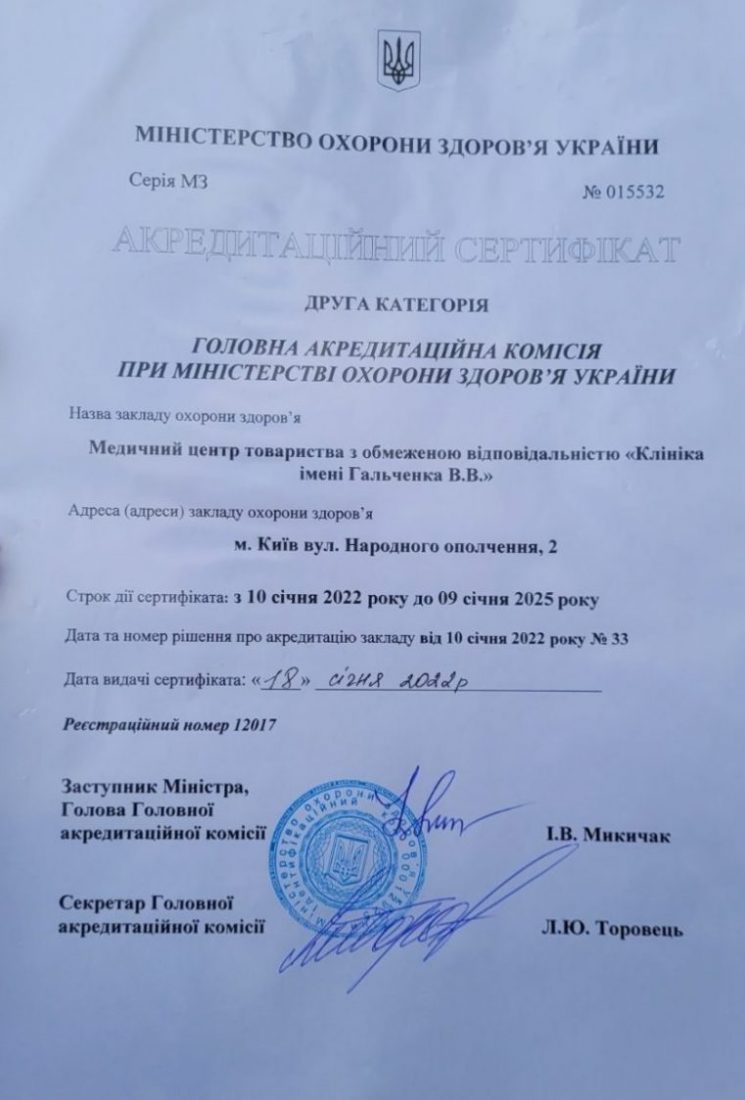 МІНІСТЕРСТВО ОХОРОНИ ЗДОРОВ’Я УКРАЇНИ
Серія МЗ
№ 015532
АКРЕДИТАЦІЙНИЙ СЕРТИФІКАТ
ДРУГА КАТЕГОРІЯ
ГОЛОВНА АКРЕДИТАЦІЙНА КОМІСІЯ
ПРИ МІНІСТЕРСТВІ ОХОРОНИ ЗДОРОВ’Я УКРАЇНИ
Назва закладу охорони здоров’я
Медичний центр товариства з обмеженою відповідальністю «Клініка
імені Гальченка В.В.»
Адреса (адреси) закладу охорони здоров’я
м. Київ вул. Народного ополчення, 2
Строк дії сертифіката: з 10 січня 2022 року до 09 січня 2025 року
Дата та номер рішення про акредитацію закладу від 10 січня 2022 року № 33
Дата видачі сертифіката: «18» січня 2022р
Реєстраційний номер 12017
Заступник Міністра,
Голова Головної
акредитаційної комісії
І.В. Микичак
Міністерство охорони здоров’я
Ідентифікаційний
Секретар Головної
акредитаційної комісії
Л.Ю. Торовець